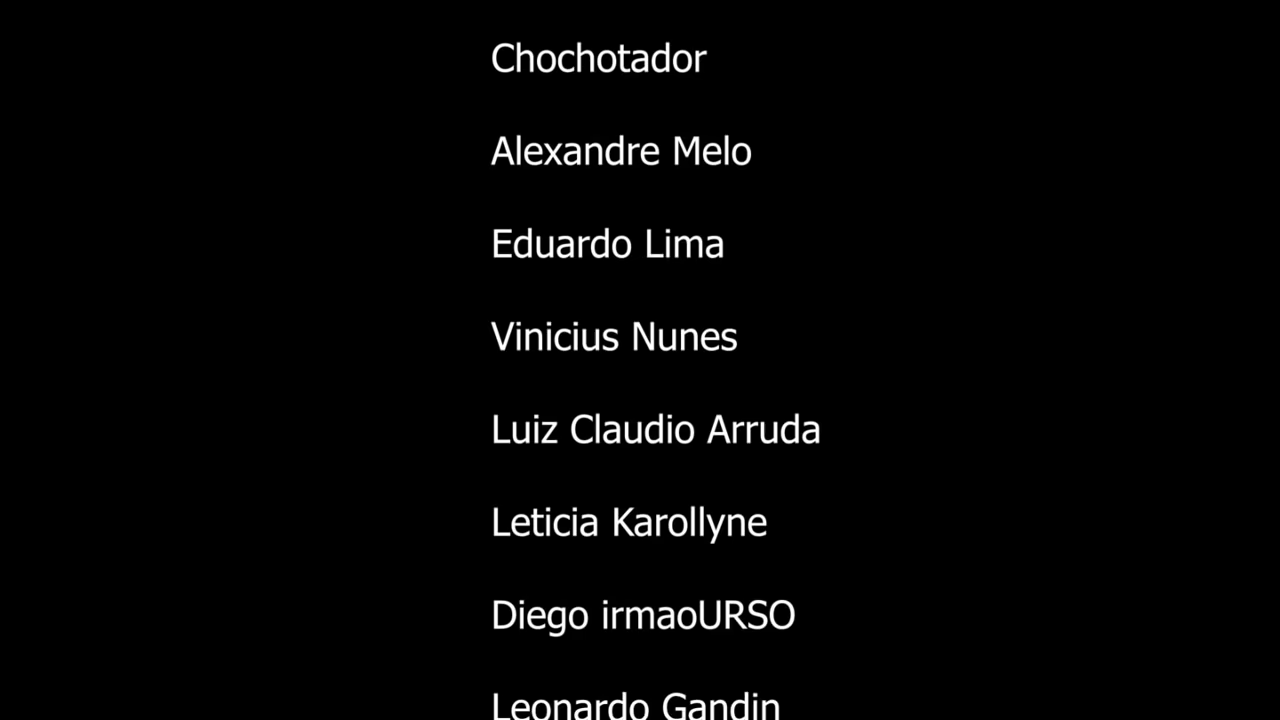 Chochotador
Alexandre Melo
Eduardo Lima
Vinicius Nunes
Luiz Claudio Arruda
Leticia Karollyne
Diego irmaoURSO
Leonardo Gandin